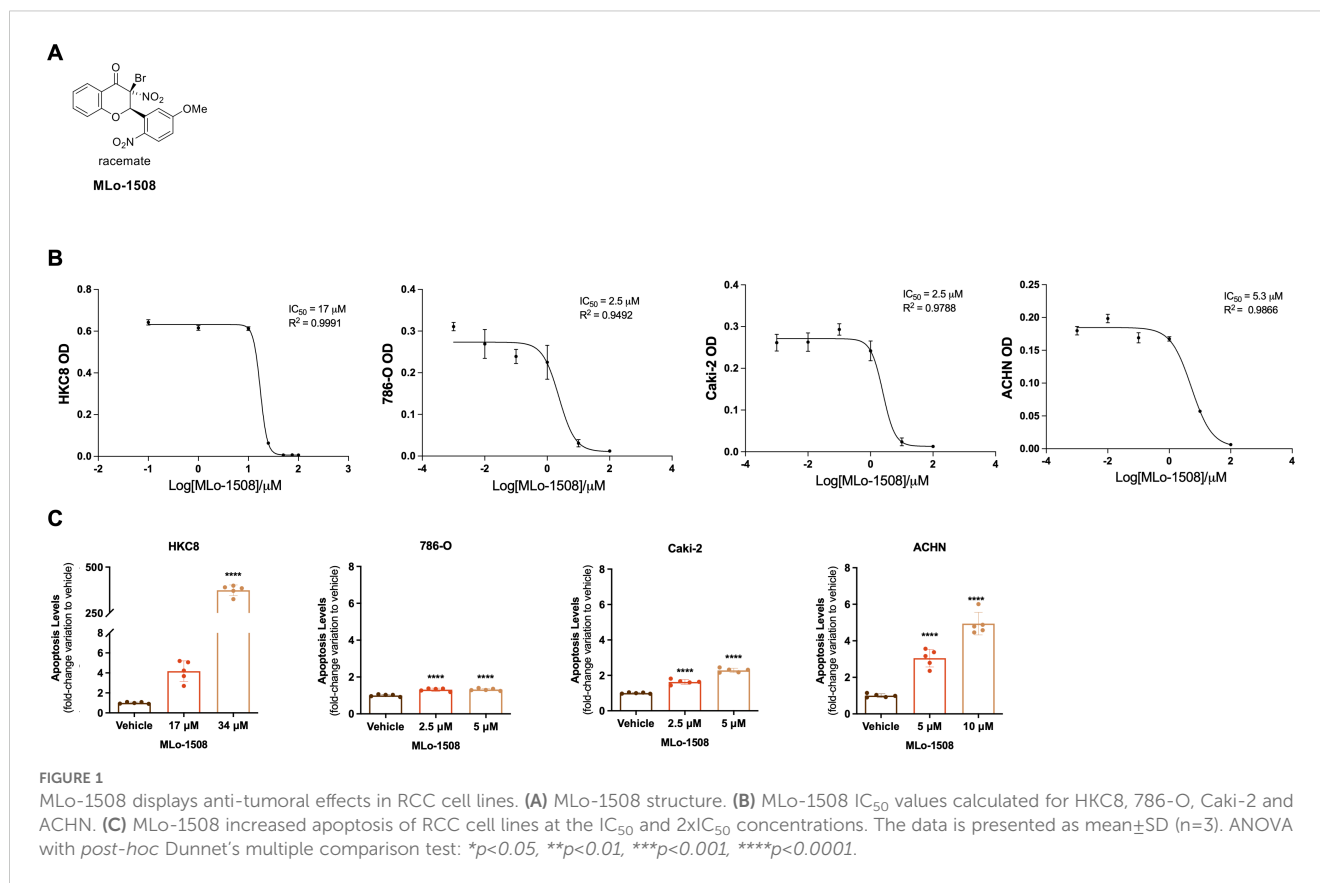 A
O
Br
NO2
O
OMe
O2N
racemate
MLo-1508
B
HKC8 OD
0.8
0.6
0.4
0.2
0.0
-2 -1 0 1 2 3
Log[MLo-1508]/μM
IC50 = 17 μM
R2 = 0.9991
786-O OD
0.4
0.3
0.2
0.1
0.0
-4 -2 0 2 4
Log[MLo-1508]/μM
IC50 = 2.5 μM
R2 = 0.9492
Caki-2 OD
0.4
0.3
0.2
0.1
0.0
-4 -2 0 2 4
Log[MLo-1508]/μM
IC50 = 2.5 μM
R2 = 0.9788
ACHN OD
0.25
0.20
0.15
0.10
0.05
0.00
-4 -2 0 2 4
Log[MLo-1508]/μM
IC50 = 5.3 μM
R2 = 0.9866
C
HKC8
Apoptosis Levels
(fold-change variation to vehicle)
500
250
8
6
4
2
0
****
Vehicle 17 μM 34 μM
MLo-1508
786-O
Apoptosis Levels
(fold-change variation to vehicle)
8
6
4
2
0
**** ****
Vehicle 2.5 μM 5 μM
MLo-1508
Caki-2
Apoptosis Levels
(fold-change variation to vehicle)
8
6
4
2
0
**** ****
Vehicle 2.5 μM 5 μM
MLo-1508
ACHN
Apoptosis Levels
(fold-change variation to vehicle)
8
6
4
2
0
**** ****
Vehicle 5 μM 10 μM
MLo-1508
FIGURE 1
MLo-1508 displays anti-tumoral effects in RCC cell lines. (A) MLo-1508 structure. (B) MLo-1508 IC50 values calculated for HKC8, 786-O, Caki-2 and
ACHN. (C) MLo-1508 increased apoptosis of RCC cell lines at the IC50 and 2xIC50 concentrations. The data is presented as mean±SD (n=3). ANOVA
with post-hoc Dunnet's multiple comparison test: *p<0.05, **p<0.01, ***p<0.001, ****p<0.0001.